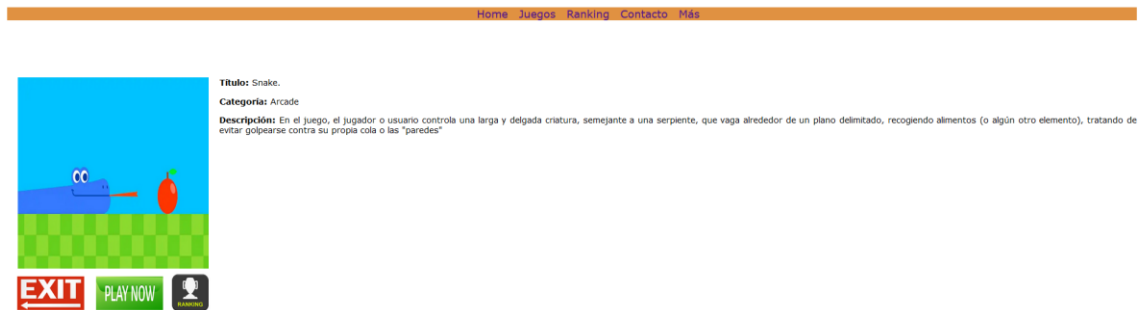 Home Juegos Ranking Contacto Más
Título: Snake.
Categoría: Arcade
Descripción: En el juego, el jugador o usuario controla una larga y delgada criatura, semejante a una serpiente, que vaga alrededor de un plano delimitado, recogiendo alimentos (o algún otro elemento), tratando de
evitar golpearse contra su propia cola o las "paredes"
EXIT PLAY NOW RANKING